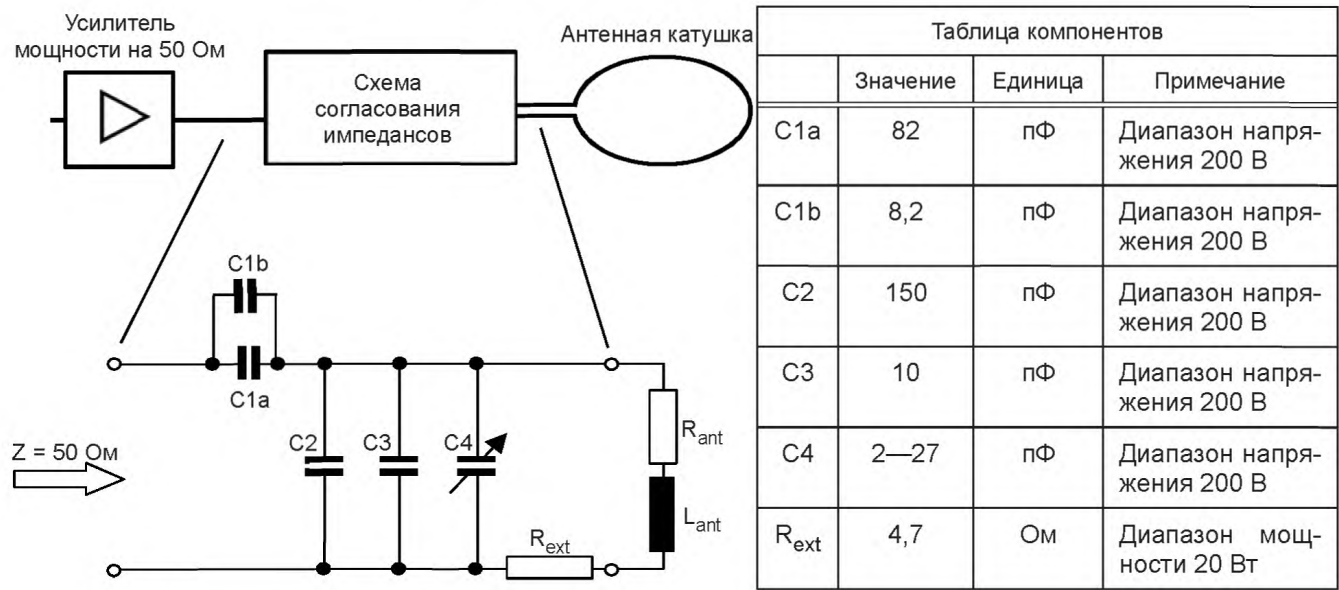 Усилитель
мощности на 50 Ом
Схема
согласования
импедансов
Антенная катушка
C1b
C1a
C2
C3
C4
Z = 50 Ом
Rant
Lant
Rext
Таблица компонентов
Значение Единица Примечание
C1a 82 пФ Диапазон напря-
жения 200 В
C1b 8,2 пФ Диапазон напря-
жения 200 В
C2 150 пФ Диапазон напря-
жения 200 В
C3 10 пФ Диапазон напря-
жения 200 В
C4 2—27 пФ Диапазон напря-
жения 200 В
Rext 4,7 Ом Диапазон мощ-
ности 20 Вт